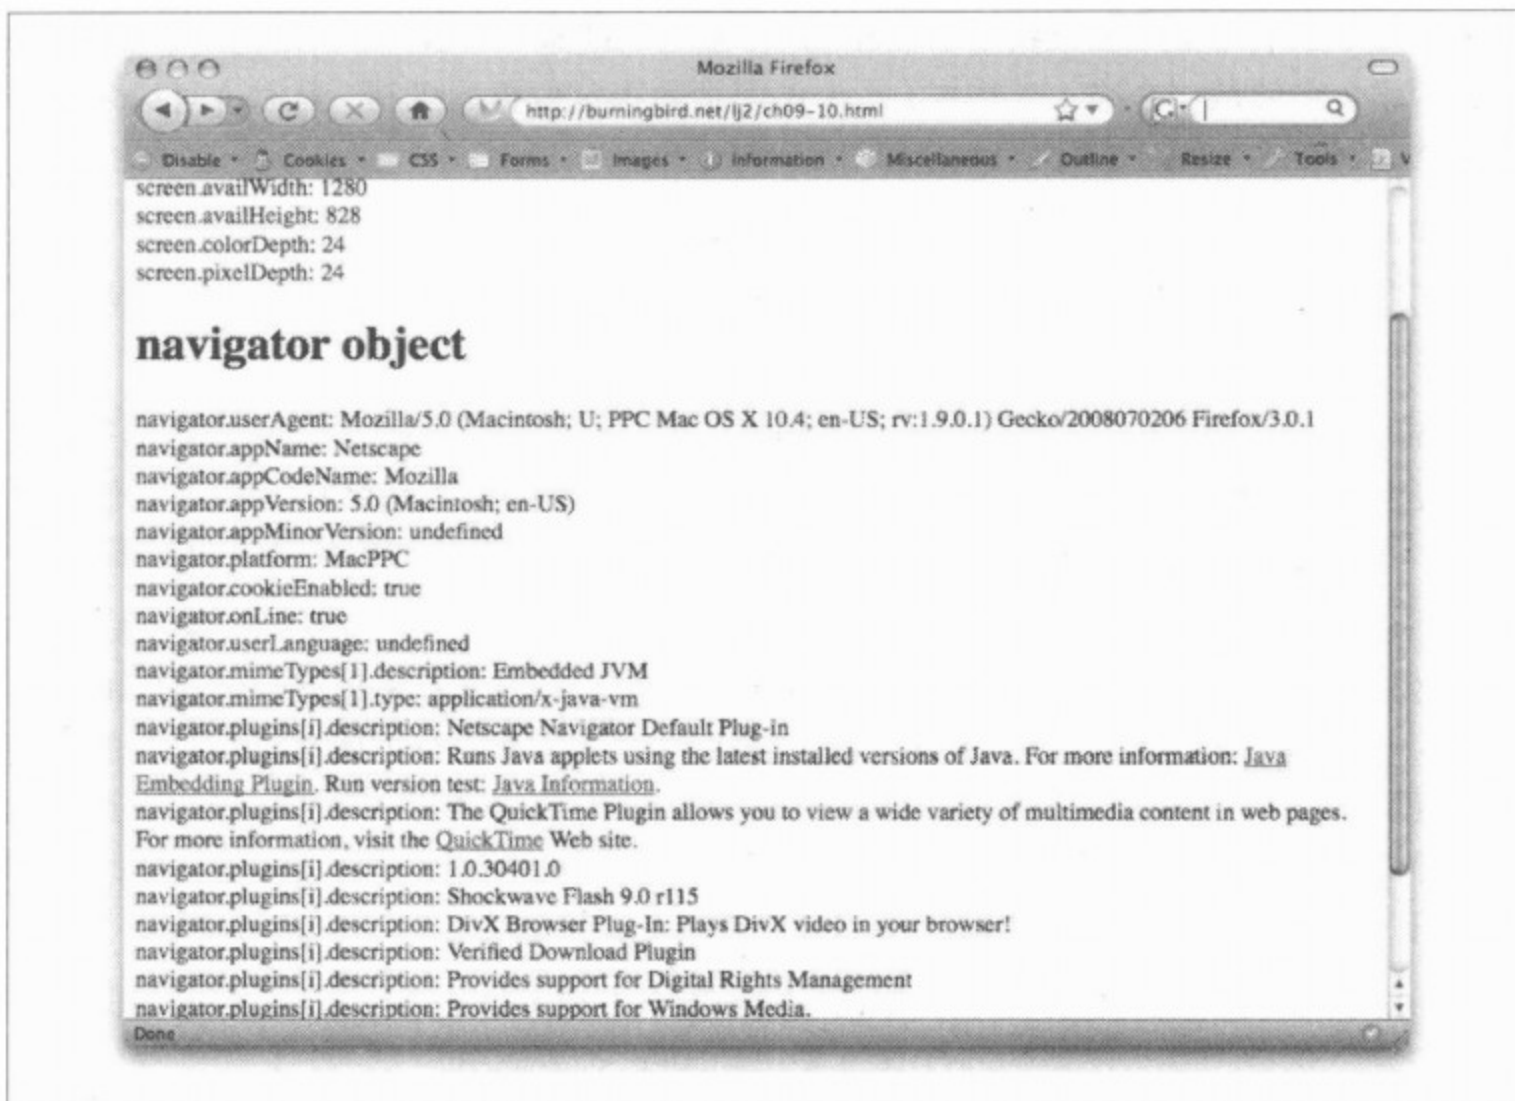 Mozilla Firefox
http://burningbird.net/lj2/ch09-10.html
Disable Cookies CSS Forms Images Information Miscellaneous Outline Resize Tools V
screen.availWidth: 1280
screen.availHeight: 828
screen.colorDepth: 24
screen.pixelDepth: 24
navigator object
navigator.userAgent: Mozilla/5.0 (Macintosh; U; PPC Mac OS X 10.4; en-US; rv:1.9.0.1) Gecko/2008070206 Firefox/3.0.1
navigator.appName: Netscape
navigator.appCodeName: Mozilla
navigator.appVersion: 5.0 (Macintosh; en-US)
navigator.appMinorVersion: undefined
navigator.platform: MacPPC
navigator.cookieEnabled: true
navigator.onLine: true
navigator.userLanguage: undefined
navigator.mimeTypes[1].description: Embedded JVM
navigator.mimeTypes[1].type: application/x-java-vm
navigator.plugins[i].description: Netscape Navigator Default Plug-in
navigator.plugins[i].description: Runs Java applets using the latest installed versions of Java. For more information: Java
Embedding Plugin. Run version test: Java Information.
navigator.plugins[i].description: The QuickTime Plugin allows you to view a wide variety of multimedia content in web pages.
For more information, visit the QuickTime Web site.
navigator.plugins[i].description: 1.0.30401.0
navigator.plugins[i].description: Shockwave Flash 9.0 r115
navigator.plugins[i].description: DivX Browser Plug-In: Plays DivX video in your browser!
navigator.plugins[i].description: Verified Download Plugin
navigator.plugins[i].description: Provides support for Digital Rights Management
navigator.plugins[i].description: Provides support for Windows Media.
Done